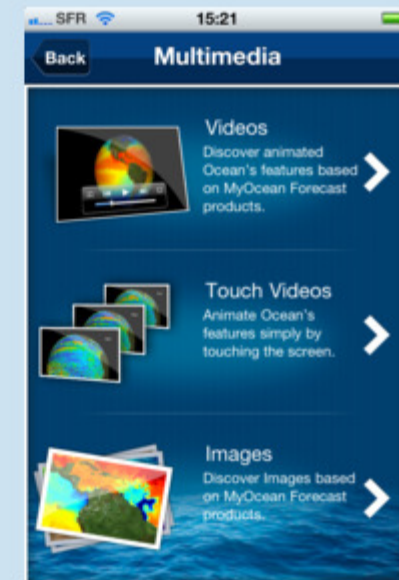 SFR 15:21
Back Multimedia
Videos
Discover animated
Ocean's features based
on MyOcean Forecast
products.
Touch Videos
Animate Ocean's
features simply by
touching the screen.
Images
Discover Images based
on MyOcean Forecast
products.